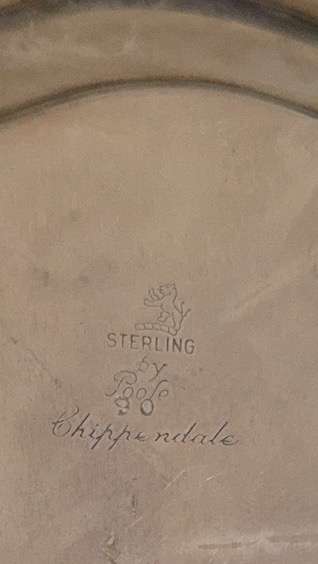 STERLING
by
Poole
90
Chippendale